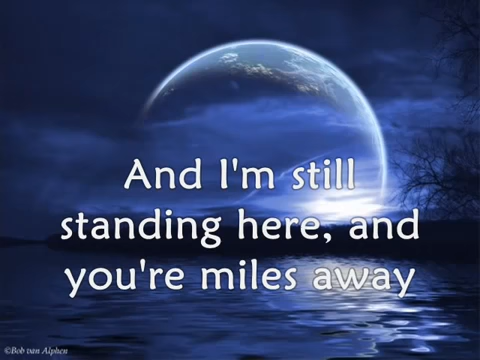 And I'm still
standing here, and
you're miles away
©Bob van Alphen